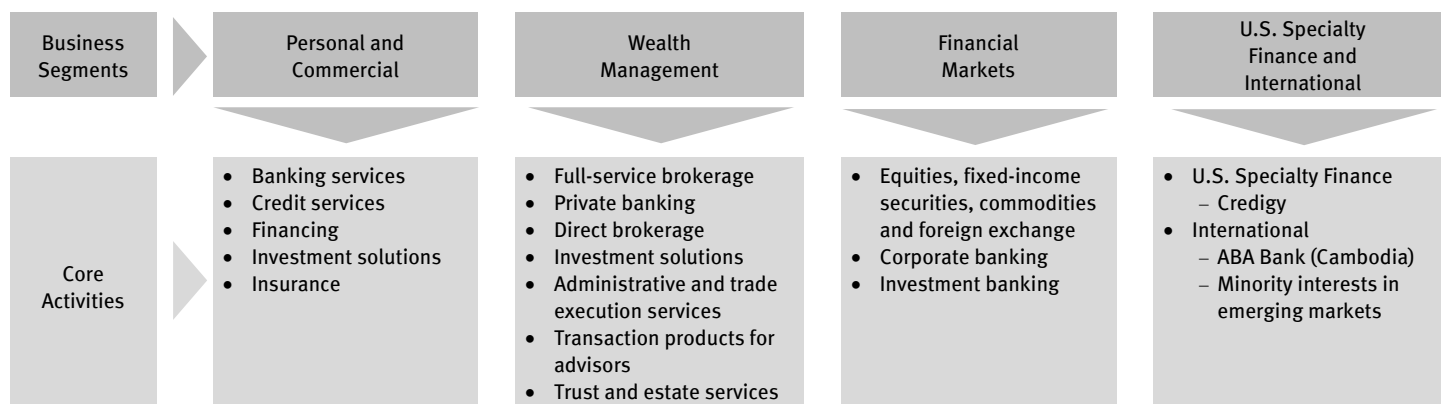 Business
Segments
Personal and
Commercial
Wealth
Management
Financial
Markets
U.S. Specialty
Finance and
International
Core
Activities
• Banking services
• Credit services
• Financing
• Investment solutions
• Insurance
• Full-service brokerage
• Private banking
• Direct brokerage
• Investment solutions
• Administrative and trade
execution services
• Transaction products for
advisors
• Trust and estate services
• Equities, fixed-income
securities, commodities
and foreign exchange
• Corporate banking
• Investment banking
• U.S. Specialty Finance
– Credigy
• International
– ABA Bank (Cambodia)
– Minority interests in
emerging markets